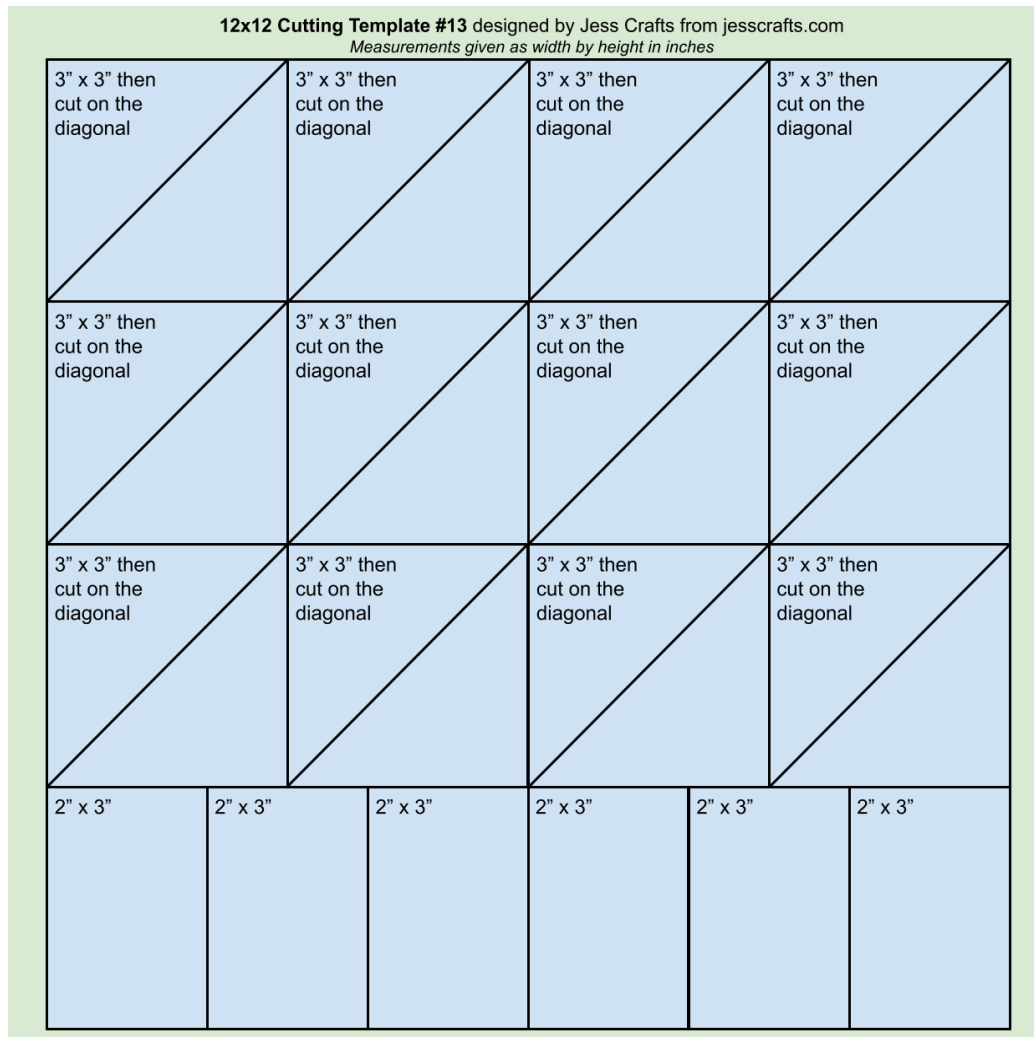 12x12 Cutting Template #13 designed by Jess Crafts from jesscrafts.com
Measurements given as width by height in inches
3” x 3” then
cut on the
diagonal
3” x 3” then
cut on the
diagonal
3” x 3” then
cut on the
diagonal
3” x 3” then
cut on the
diagonal
3” x 3” then
cut on the
diagonal
3” x 3” then
cut on the
diagonal
3” x 3” then
cut on the
diagonal
3” x 3” then
cut on the
diagonal
3” x 3” then
cut on the
diagonal
3” x 3” then
cut on the
diagonal
3” x 3” then
cut on the
diagonal
3” x 3” then
cut on the
diagonal
2” x 3”
2” x 3”
2” x 3”
2” x 3”
2” x 3”
2” x 3”